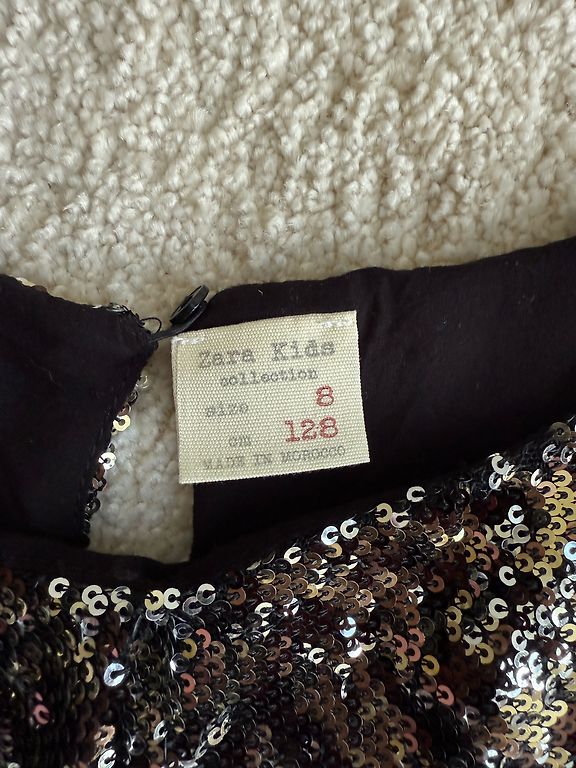 Zara Kids
collection
size 8
cm 128
MADE IN MOROCCO